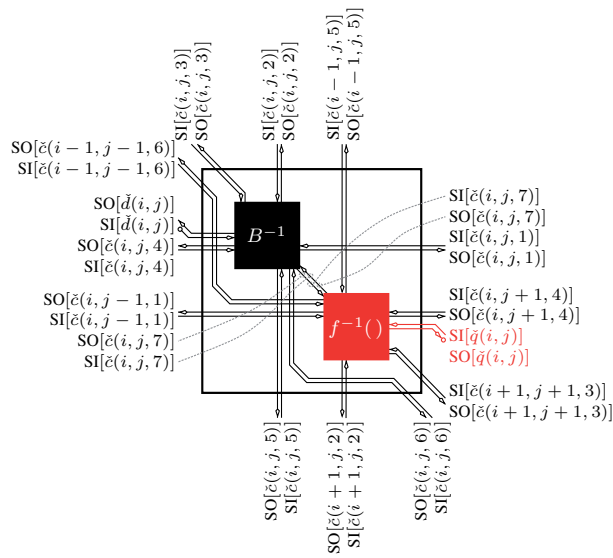 SI[č(i, j, 3)]
SO[č(i, j, 3)]
SI[č(i, j, 2)]
SO[č(i, j, 2)]
SI[č(i − 1, j, 5)]
SO[č(i − 1, j, 5)]
SO[č(i − 1, j − 1, 6)]
SI[č(i − 1, j − 1, 6)]
SO[ď(i, j)]
SI[ď(i, j)]
SO[č(i, j, 4)]
SI[č(i, j, 4)]
SO[č(i, j − 1, 1)]
SI[č(i, j − 1, 1)]
SO[č(i, j, 7)]
SI[č(i, j, 7)]
B⁻¹
f⁻¹( )
SI[č(i, j, 7)]
SO[č(i, j, 7)]
SI[č(i, j, 1)]
SO[č(i, j, 1)]
SI[č(i, j + 1, 4)]
SO[č(i, j + 1, 4)]
SI[q̌(i, j)]
SO[q̌(i, j)]
SI[č(i + 1, j + 1, 3)]
SO[č(i + 1, j + 1, 3)]
SO[č(i, j, 5)]
SI[č(i, j, 5)]
SO[č(i + 1, j, 2)]
SI[č(i + 1, j, 2)]
SO[č(i, j, 6)]
SI[č(i, j, 6)]